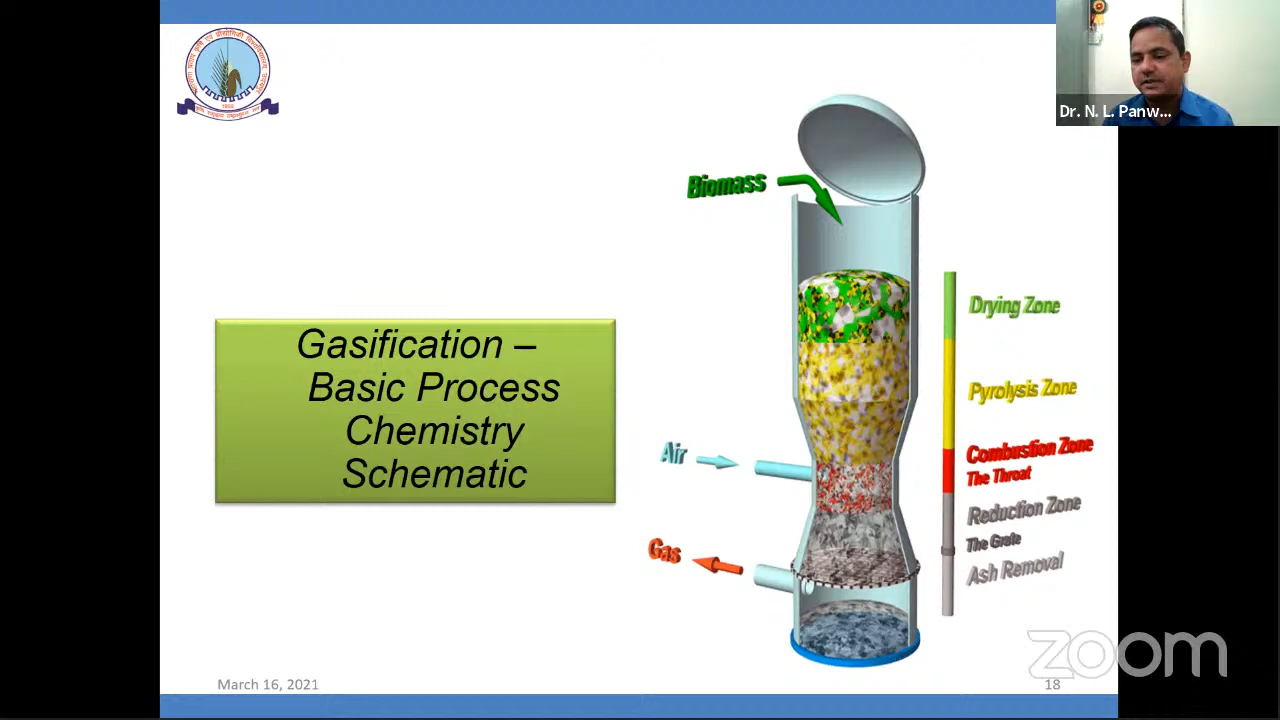 Dr. N. L. Panw...
Biomass
Drying Zone
Gasification –
Basic Process
Chemistry
Schematic
Pyrolysis Zone
Air
Combustion Zone
The Throat
Reduction Zone
The Grate
Gas
Ash Removal
zoom
March 16, 2021
18